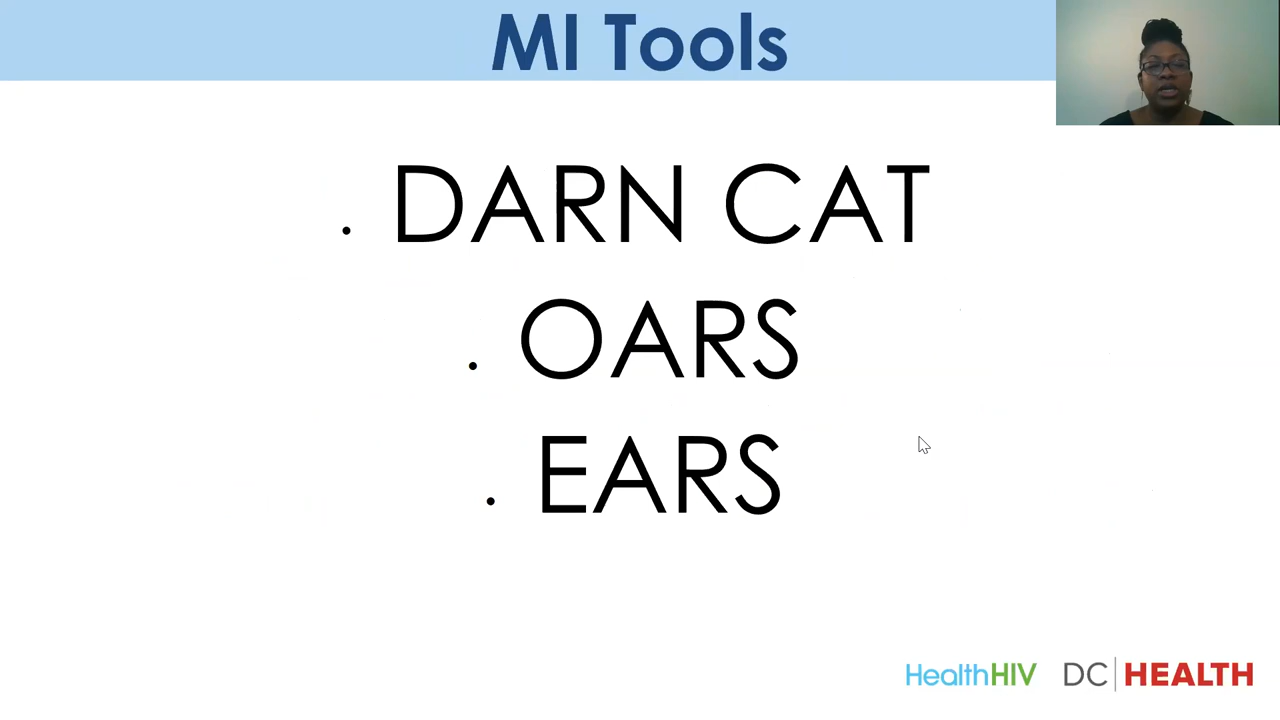 MI Tools
. DARN CAT
. OARS
. EARS
HealthHIV DC HEALTH